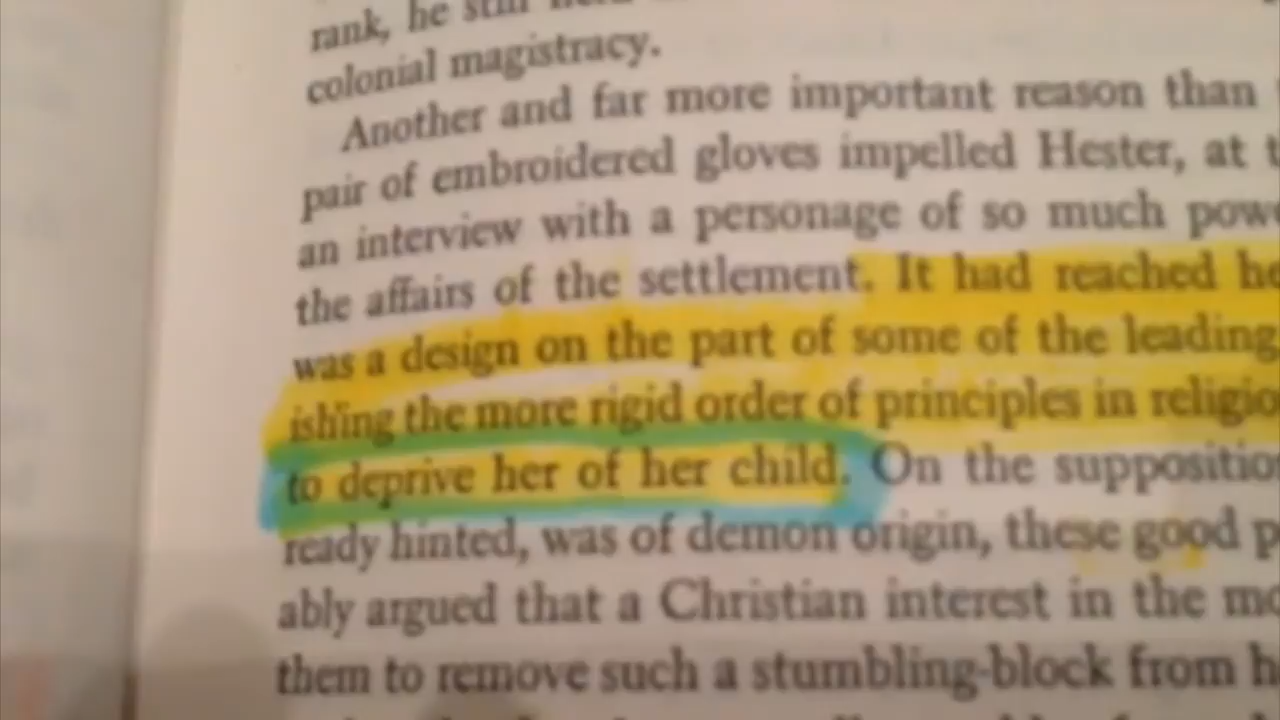 rank, he still
colonial magistracy.
Another and far more important reason than
pair of embroidered gloves impelled Hester, at
an interview with a personage of so much
the affairs of the settlement. It had reached
was a design on the part of some of the leading
ishing the more rigid order of principles in
to deprive her of her child. On the
ready hinted, was of demon origin, these good
ably argued that a Christian interest in the
them to remove such a stumbling-block from